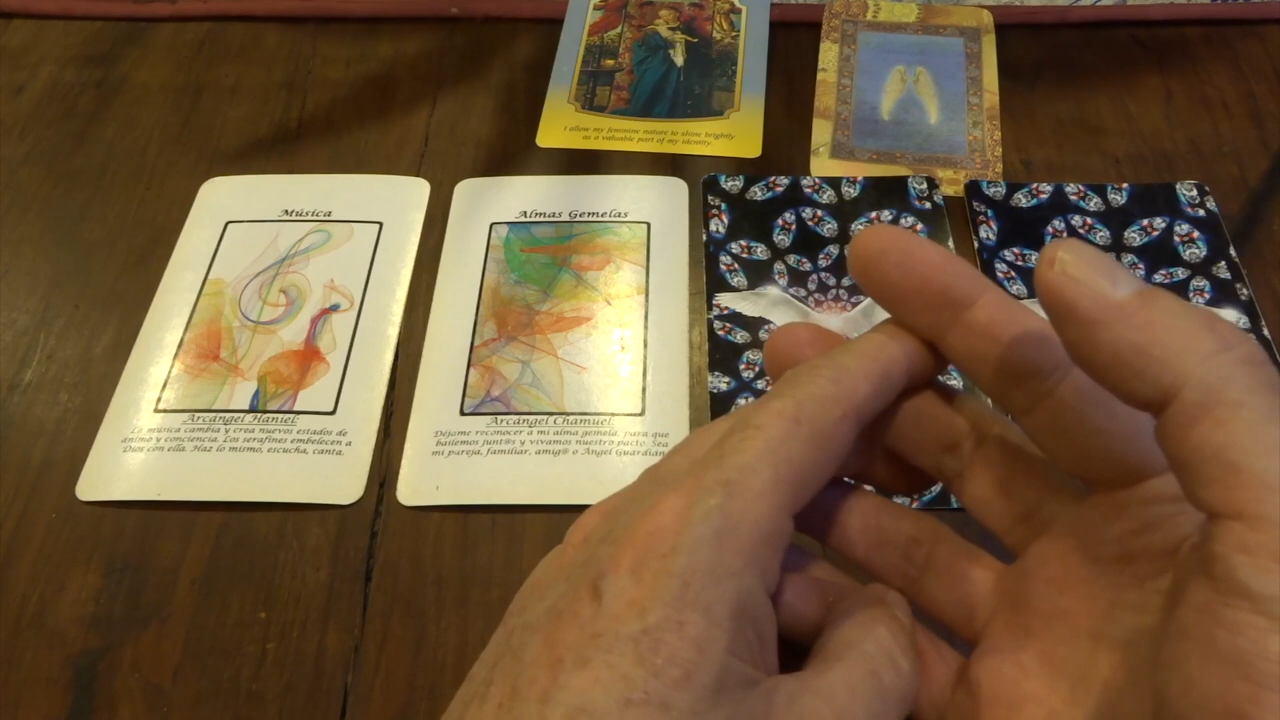 I allow my feminine nature to shine brightly
as a valuable part of my identity.
Música
Arcángel Haniel:
La música cambia y crea nuevos estados de
ánimo y conciencia. Los serafines embelecen a
Dios con ella. Haz lo mismo, escucha, canta.
Almas Gemelas
Arcángel Chamuel:
Déjame reconocer a mi alma gemela, para que
bailemos junt@s y vivamos nuestro pacto. Sea
mi pareja, familiar, amig@ o Ángel Guardián